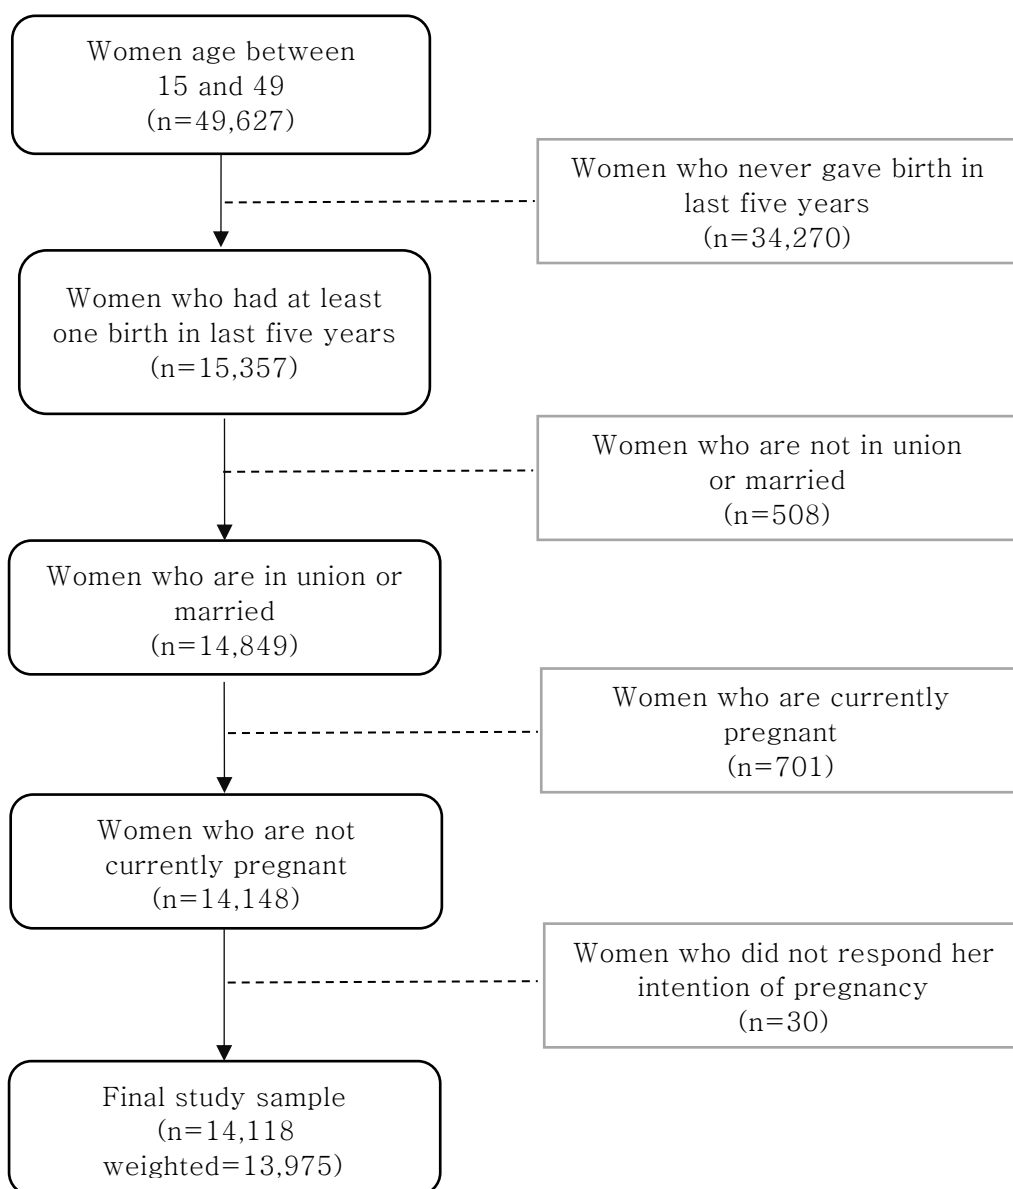 Women age between
15 and 49
(n=49,627)
Women who never gave birth in
last five years
(n=34,270)
Women who had at least
one birth in last five years
(n=15,357)
Women who are not in union
or married
(n=508)
Women who are in union or
married
(n=14,849)
Women who are currently
pregnant
(n=701)
Women who are not
currently pregnant
(n=14,148)
Women who did not respond her
intention of pregnancy
(n=30)
Final study sample
(n=14,118
weighted=13,975)